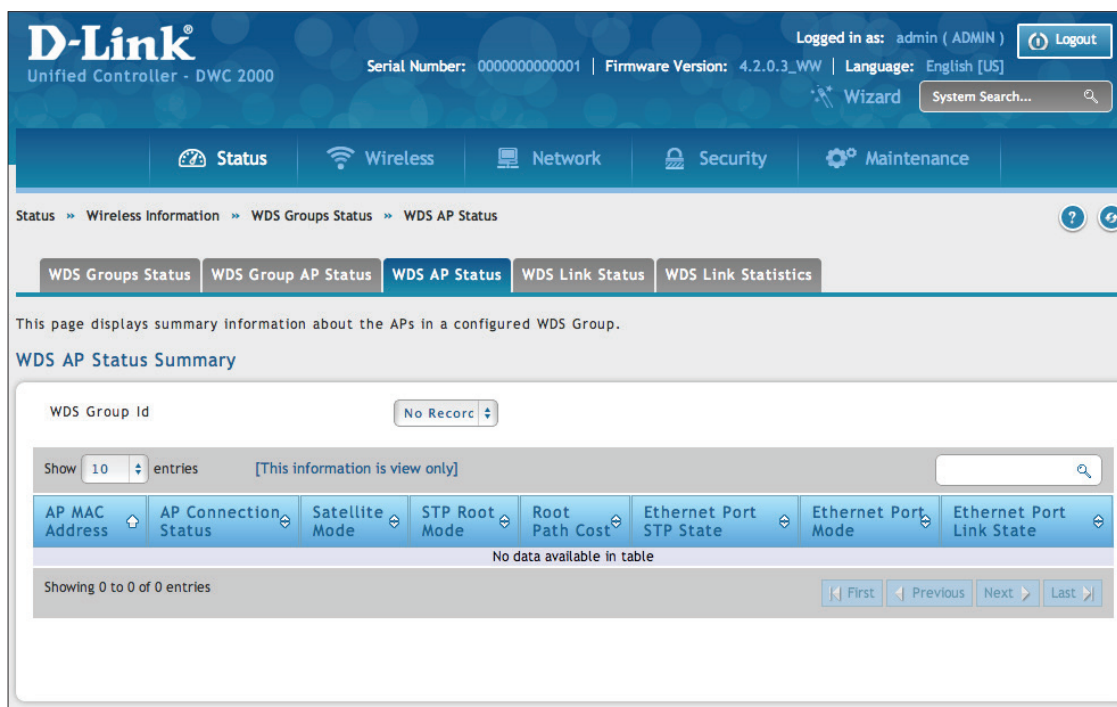 D-Link®
Unified Controller - DWC 2000
Logged in as: admin ( ADMIN ) Logout
Serial Number: 0000000000001 | Firmware Version: 4.2.0.3_WW | Language: English [US]
Wizard System Search...
Status Wireless Network Security Maintenance
Status » Wireless Information » WDS Groups Status » WDS AP Status ?
WDS Groups Status WDS Group AP Status WDS AP Status WDS Link Status WDS Link Statistics
This page displays summary information about the APs in a configured WDS Group.
WDS AP Status Summary
WDS Group Id No Recorc
Show 10 entries [This information is view only]
AP MAC Address AP Connection Status Satellite Mode STP Root Mode Root Path Cost Ethernet Port STP State Ethernet Port Mode Ethernet Port Link State
No data available in table
Showing 0 to 0 of 0 entries First Previous Next Last